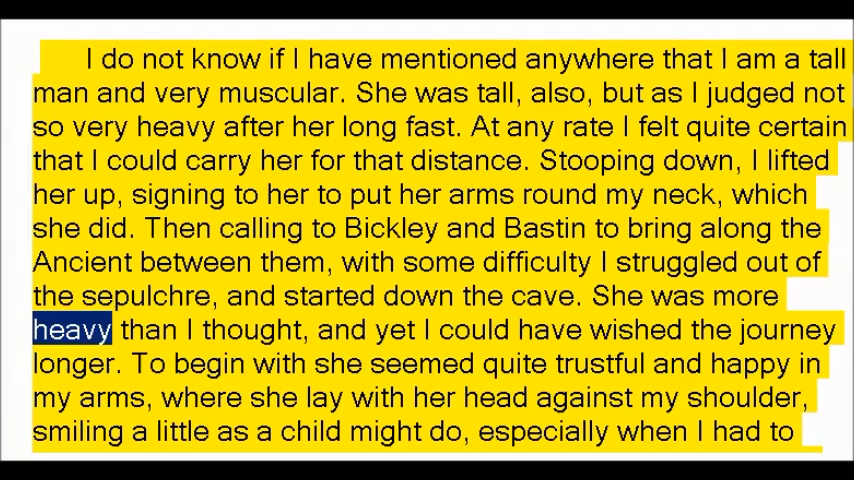 I do not know if I have mentioned anywhere that I am a tall
man and very muscular. She was tall, also, but as I judged not
so very heavy after her long fast. At any rate I felt quite certain
that I could carry her for that distance. Stooping down, I lifted
her up, signing to her to put her arms round my neck, which
she did. Then calling to Bickley and Bastin to bring along the
Ancient between them, with some difficulty I struggled out of
the sepulchre, and started down the cave. She was more
heavy than I thought, and yet I could have wished the journey
longer. To begin with she seemed quite trustful and happy in
my arms, where she lay with her head against my shoulder,
smiling a little as a child might do, especially when I had to